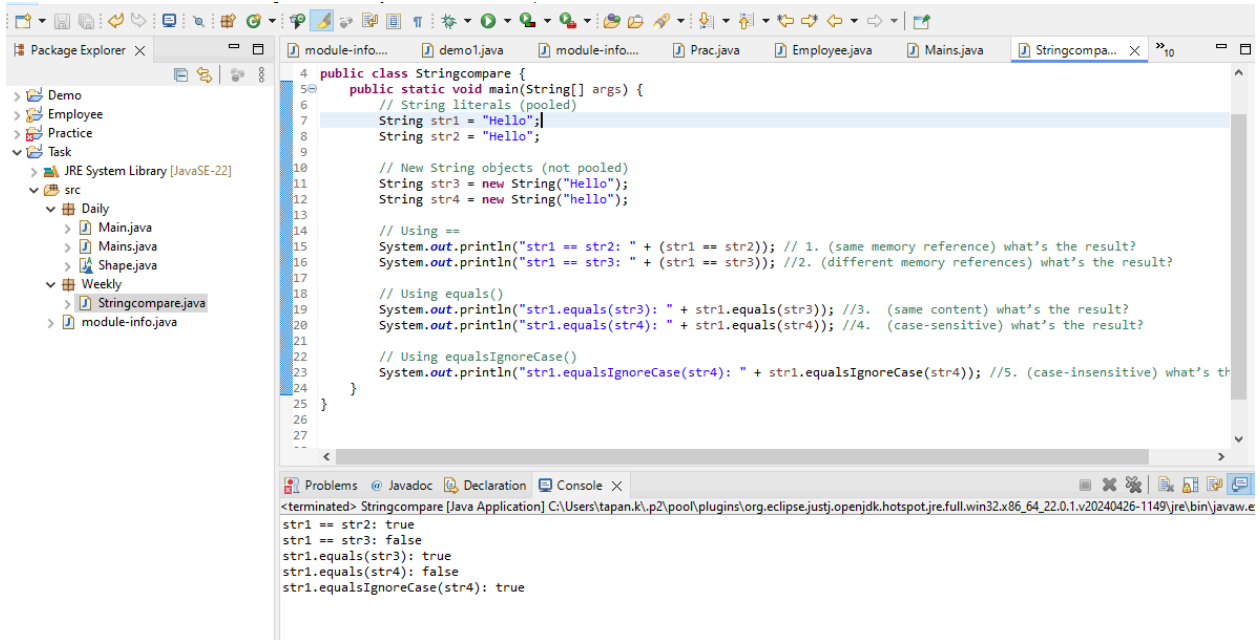 Package Explorer
module-info....
demo1.java
module-info....
Prac.java
Employee.java
Mains.java
Stringcompa...
»10
Demo
Employee
Practice
Task
JRE System Library [JavaSE-22]
src
Daily
Main.java
Mains.java
Shape.java
Weekly
Stringcompare.java
module-info.java
4 public class Stringcompare {
5 public static void main(String[] args) {
6 // String literals (pooled)
7 String str1 = "Hello";
8 String str2 = "Hello";
9
10 // New String objects (not pooled)
11 String str3 = new String("Hello");
12 String str4 = new String("hello");
13
14 // Using ==
15 System.out.println("str1 == str2: " + (str1 == str2)); // 1. (same memory reference) what’s the result?
16 System.out.println("str1 == str3: " + (str1 == str3)); //2. (different memory references) what’s the result?
17
18 // Using equals()
19 System.out.println("str1.equals(str3): " + str1.equals(str3)); //3.  (same content) what’s the result?
20 System.out.println("str1.equals(str4): " + str1.equals(str4)); //4.  (case-sensitive) what’s the result?
21
22 // Using equalsIgnoreCase()
23 System.out.println("str1.equalsIgnoreCase(str4): " + str1.equalsIgnoreCase(str4)); //5. (case-insensitive) what’s th
24 }
25 }
26
27
Problems @ Javadoc Declaration Console
<terminated> Stringcompare [Java Application] C:\Users\tapan.k\.p2\pool\plugins\org.eclipse.justj.openjdk.hotspot.jre.full.win32.x86_64_22.0.1.v20240426-1149\jre\bin\javaw.e
str1 == str2: true
str1 == str3: false
str1.equals(str3): true
str1.equals(str4): false
str1.equalsIgnoreCase(str4): true